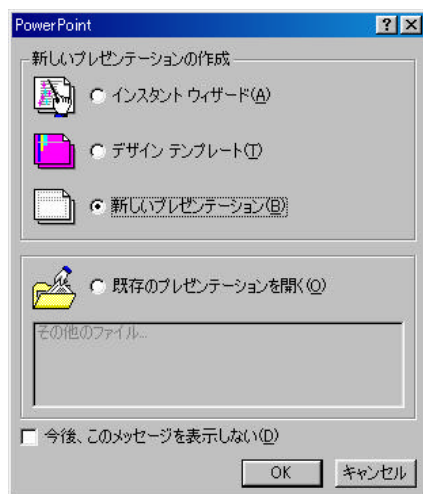 PowerPoint
新しいプレゼンテーションの作成
インスタント ウィザード(A)
デザイン テンプレート(T)
新しいプレゼンテーション(B)
既存のプレゼンテーションを開く(O)
その他のファイル...
今後、このメッセージを表示しない(D)
OK キャンセル